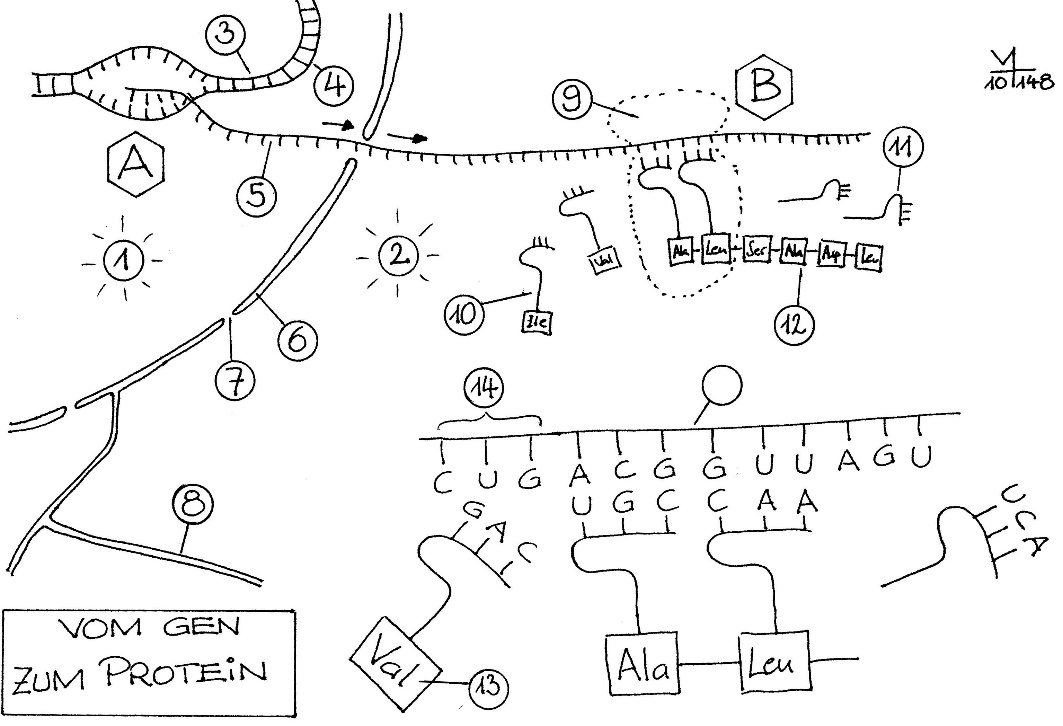 3
4
9
B
VI
10/148
A
5
11
1
2
Val
Ala Leu Ser Ala Asp Leu
10
Ile
12
6
7
14
C U G A C G G U U A G U
U G C C A A
G A C
U C A
8
VOM GEN
ZUM PROTEIN
Val
13
Ala
Leu